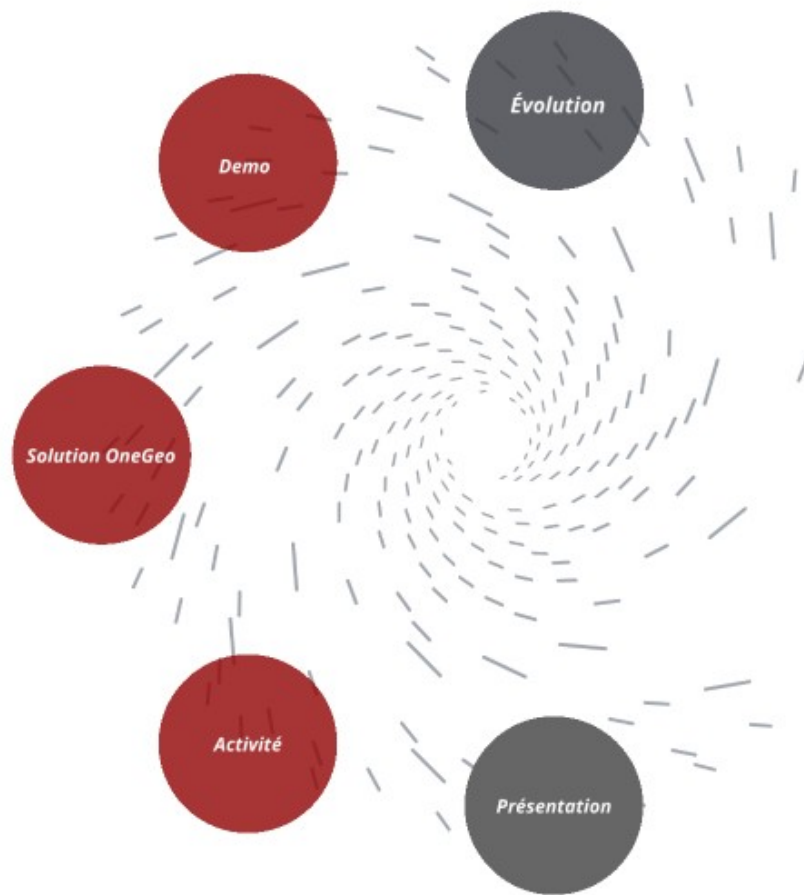 Évolution
Demo
Solution OneGeo
Activité
Présentation